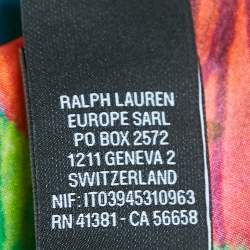 RALPH LAUREN
EUROPE SARL
PO BOX 2572
1211 GENEVA 2
SWITZERLAND
NIF: IT03945310963
RN 41381 - CA 56658